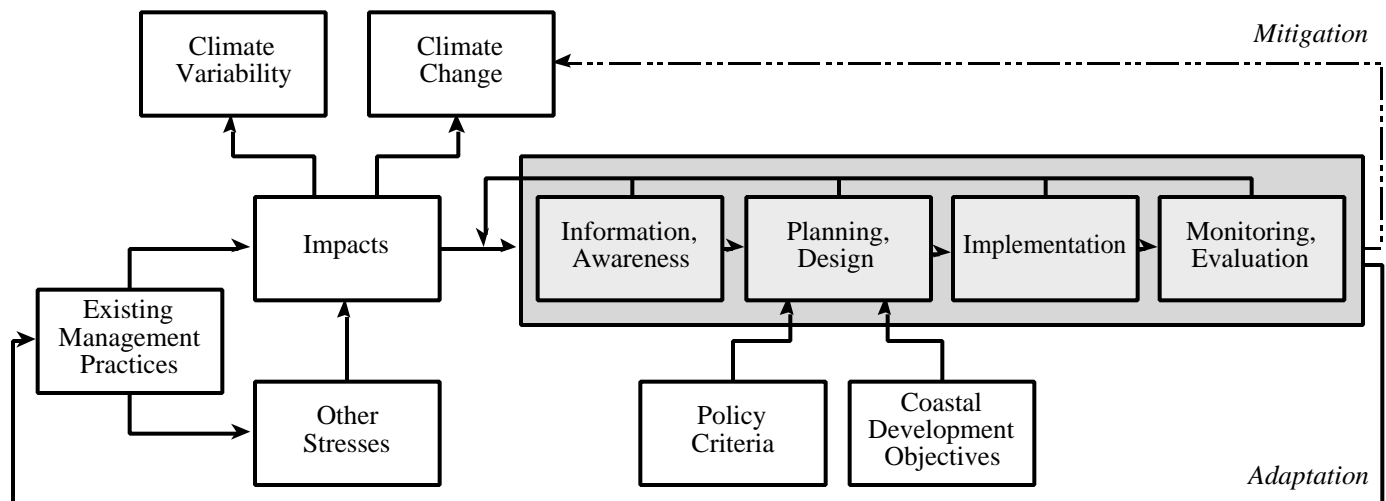 Climate
Variability
Climate
Change
Mitigation
Impacts
Information,
Awareness
Planning,
Design
Implementation
Monitoring,
Evaluation
Existing
Management
Practices
Other
Stresses
Policy
Criteria
Coastal
Development
Objectives
Adaptation